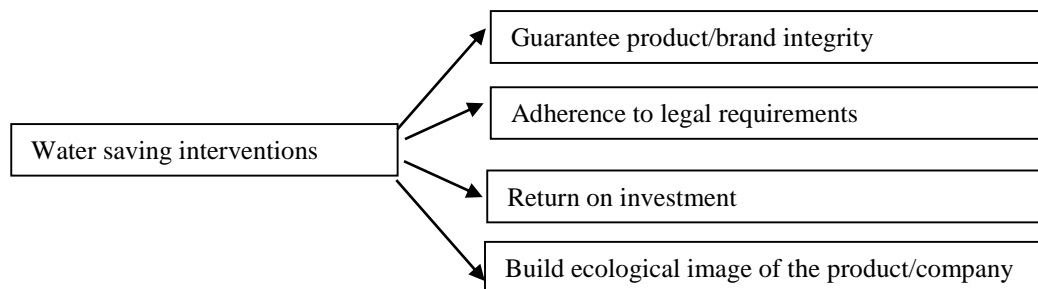 Guarantee product/brand integrity
Adherence to legal requirements
Water saving interventions
Return on investment
Build ecological image of the product/company